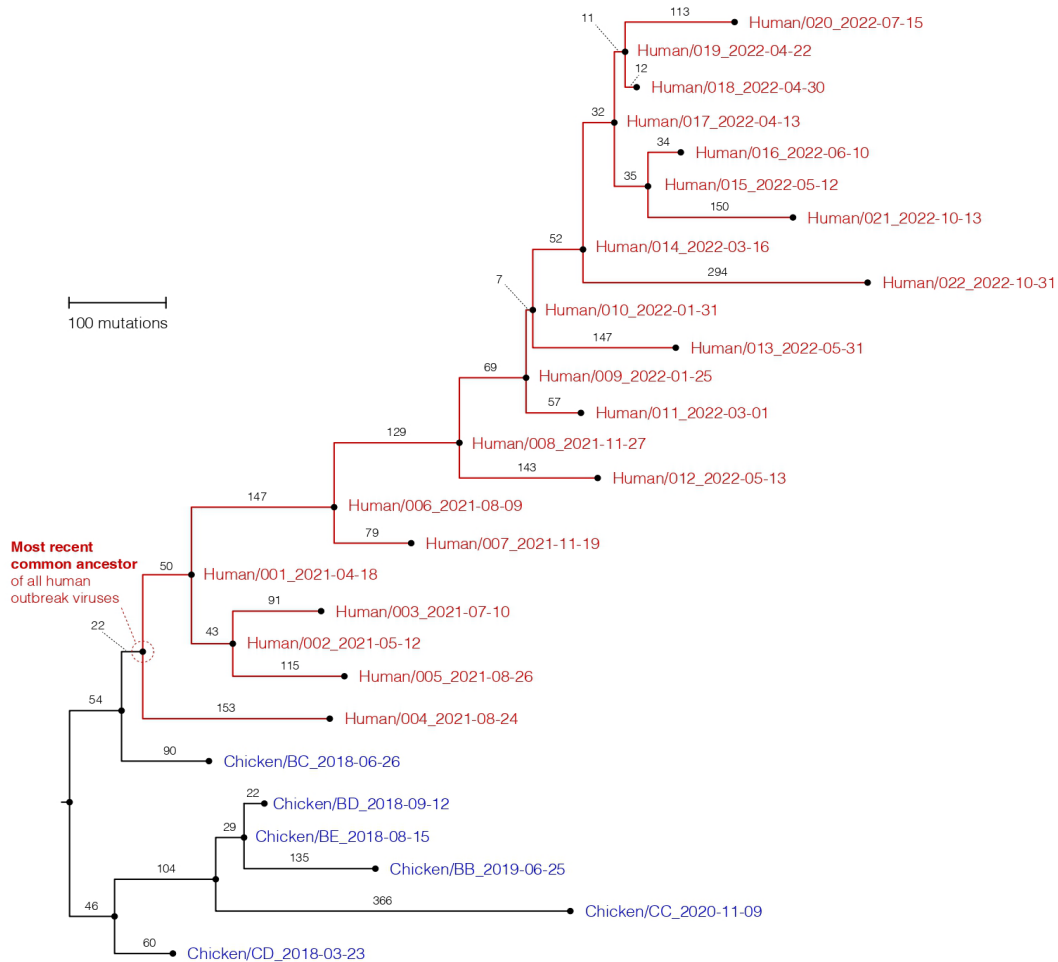 113
Human/020_2022-07-15
11
Human/019_2022-04-22
12
Human/018_2022-04-30
32
Human/017_2022-04-13
34
Human/016_2022-06-10
35
Human/015_2022-05-12
150
Human/021_2022-10-13
52
Human/014_2022-03-16
294
Human/022_2022-10-31
7
100 mutations
Human/010_2022-01-31
147
Human/013_2022-05-31
69
Human/009_2022-01-25
57
Human/011_2022-03-01
129
Human/008_2021-11-27
143
Human/012_2022-05-13
147
Human/006_2021-08-09
79
Human/007_2021-11-19
Most recent
common ancestor
of all human
outbreak viruses
50
Human/001_2021-04-18
91
Human/003_2021-07-10
22
43
Human/002_2021-05-12
115
Human/005_2021-08-26
54
153
Human/004_2021-08-24
90
Chicken/BC_2018-06-26
22
Chicken/BD_2018-09-12
29
Chicken/BE_2018-08-15
135
Chicken/BB_2019-06-25
104
366
Chicken/CC_2020-11-09
46
60
Chicken/CD_2018-03-23